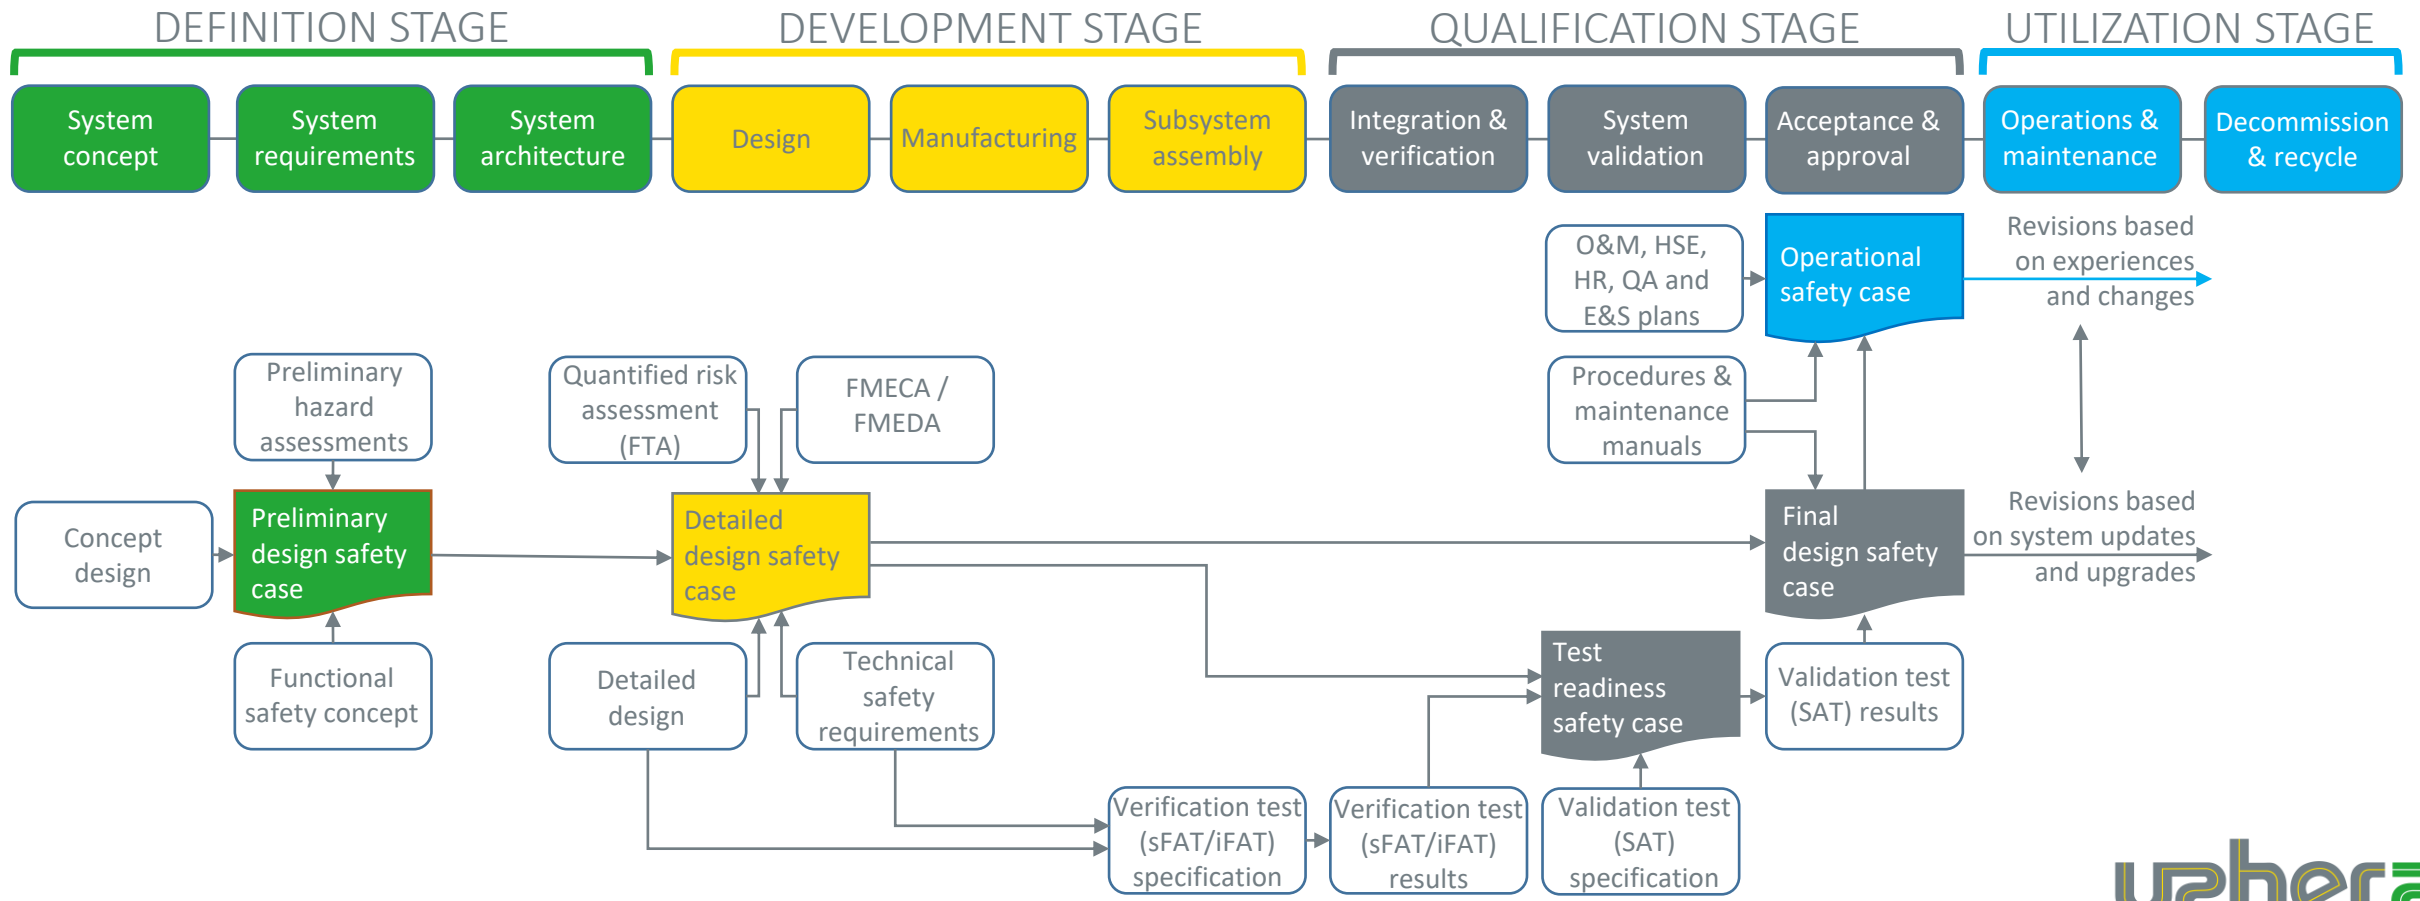 DEFINITION STAGE
DEVELOPMENT STAGE
QUALIFICATION STAGE
UTILIZATION STAGE
System
concept
System
requirements
System
architecture
Design
Manufacturing
Subsystem
assembly
Integration &
verification
System
validation
Acceptance &
approval
Operations &
maintenance
Decommission
& recycle
O&M, HSE,
HR, QA and
E&S plans
Operational
safety case
Revisions based
on experiences
and changes
Preliminary
hazard
assessments
Quantified risk
assessment
(FTA)
FMECA /
FMEDA
Procedures &
maintenance
manuals
Concept
design
Preliminary
design safety
case
Detailed
design safety
case
Final
design safety
case
Revisions based
on system updates
and upgrades
Functional
safety concept
Detailed
design
Technical
safety
requirements
Test
readiness
safety case
Validation test
(SAT) results
Verification test
(sFAT/iFAT)
specification
Verification test
(sFAT/iFAT)
results
Validation test
(SAT)
specification